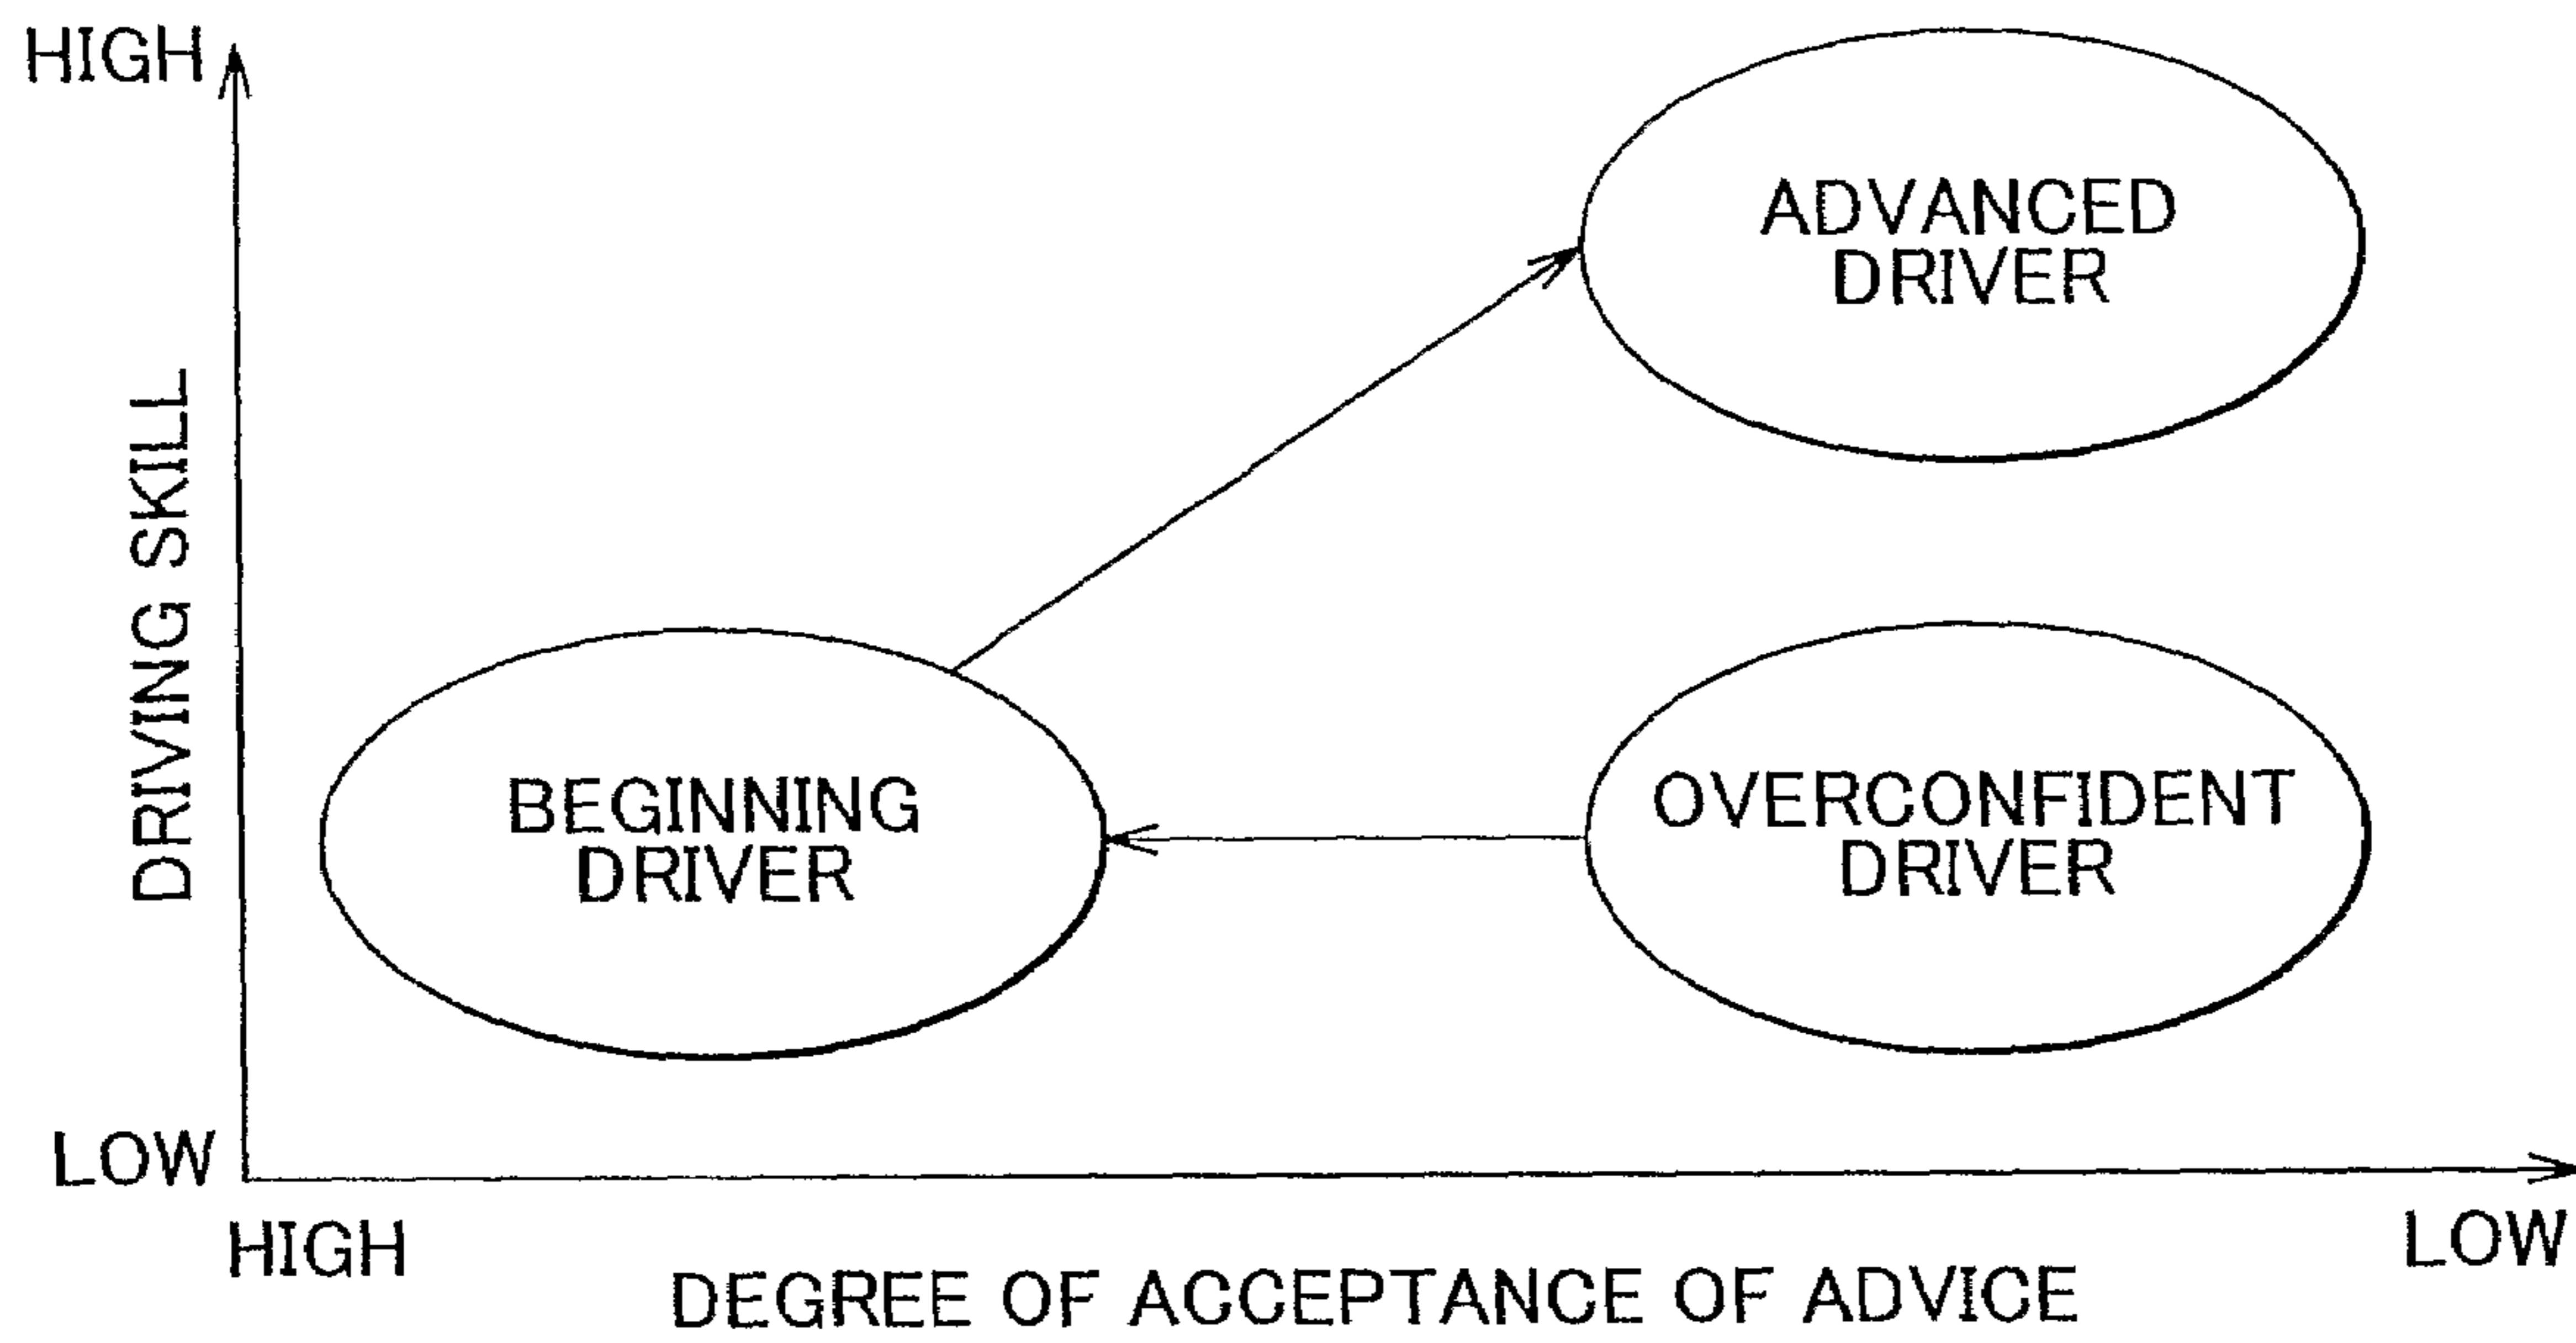 HIGH
ADVANCED
DRIVER
DRIVING SKILL
BEGINNING
DRIVER
OVERCONFIDENT
DRIVER
LOW
HIGH
LOW
DEGREE OF ACCEPTANCE OF ADVICE